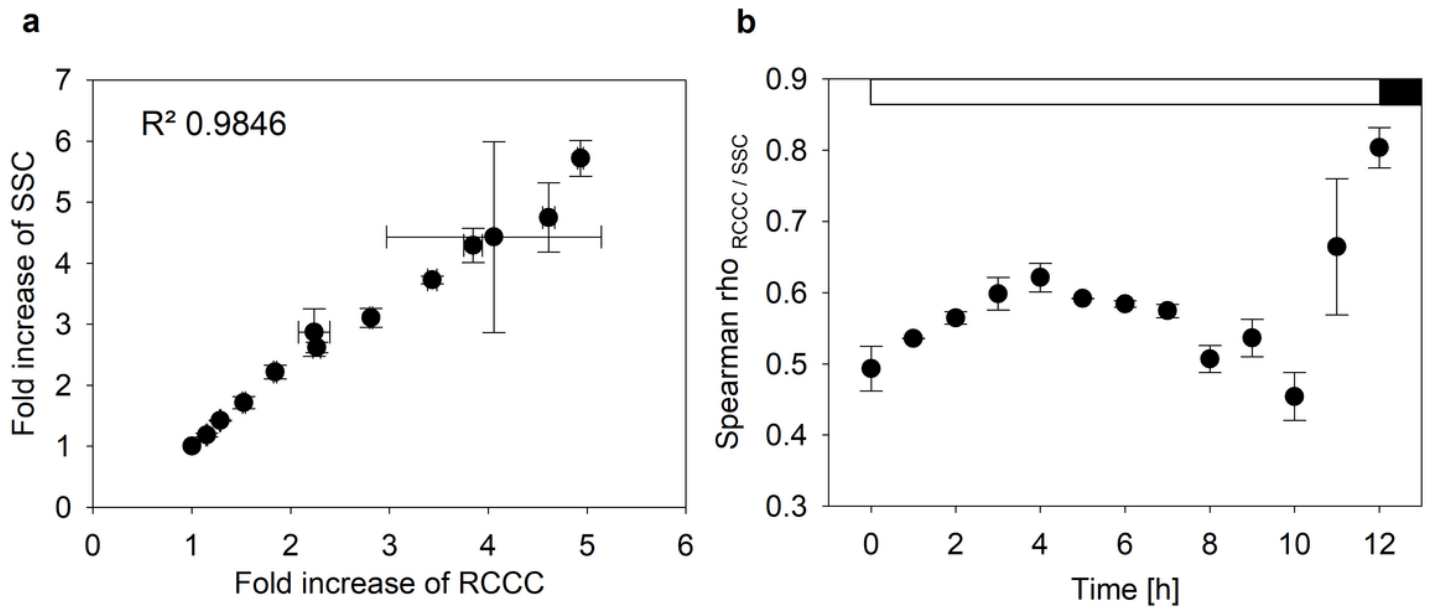 a
7
6
5
4
3
2
1
0
R² 0.9846
Fold increase of SSC
0 1 2 3 4 5 6
Fold increase of RCCC
b
0.9
0.8
0.7
0.6
0.5
0.4
0.3
Spearman rho RCCC / SSC
0 2 4 6 8 10 12
Time [h]